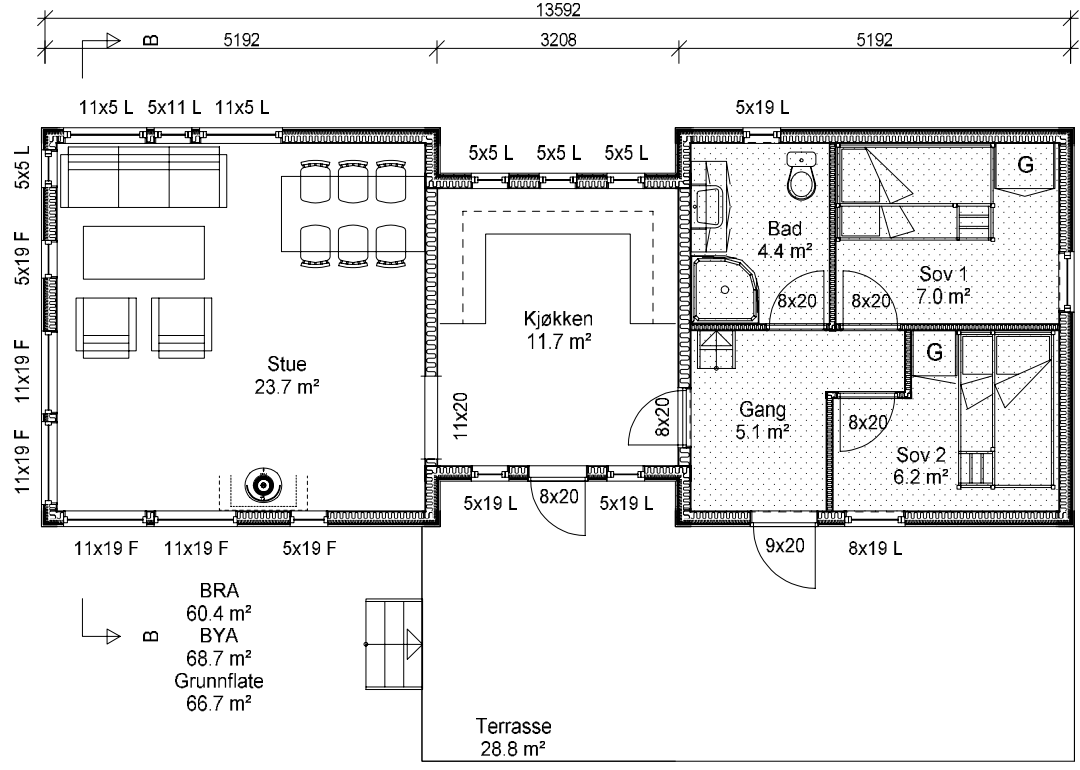 13592
B
5192
3208
5192
11x5 L
5x11 L
11x5 L
5x19 L
5x5 L
5x5 L
5x5 L
5x5 L
G
Bad
4.4 m²
5x19 F
Sov 1
7.0 m²
8x20
8x20
Kjøkken
11.7 m²
Stue
23.7 m²
G
11x19 F
11x20
8x20
Gang
5.1 m²
8x20
Sov 2
6.2 m²
11x19 F
5x19 L
8x20
5x19 L
11x19 F
11x19 F
5x19 F
9x20
8x19 L
BRA
60.4 m²
B
BYA
68.7 m²
Grunnflate
66.7 m²
Terrasse
28.8 m²